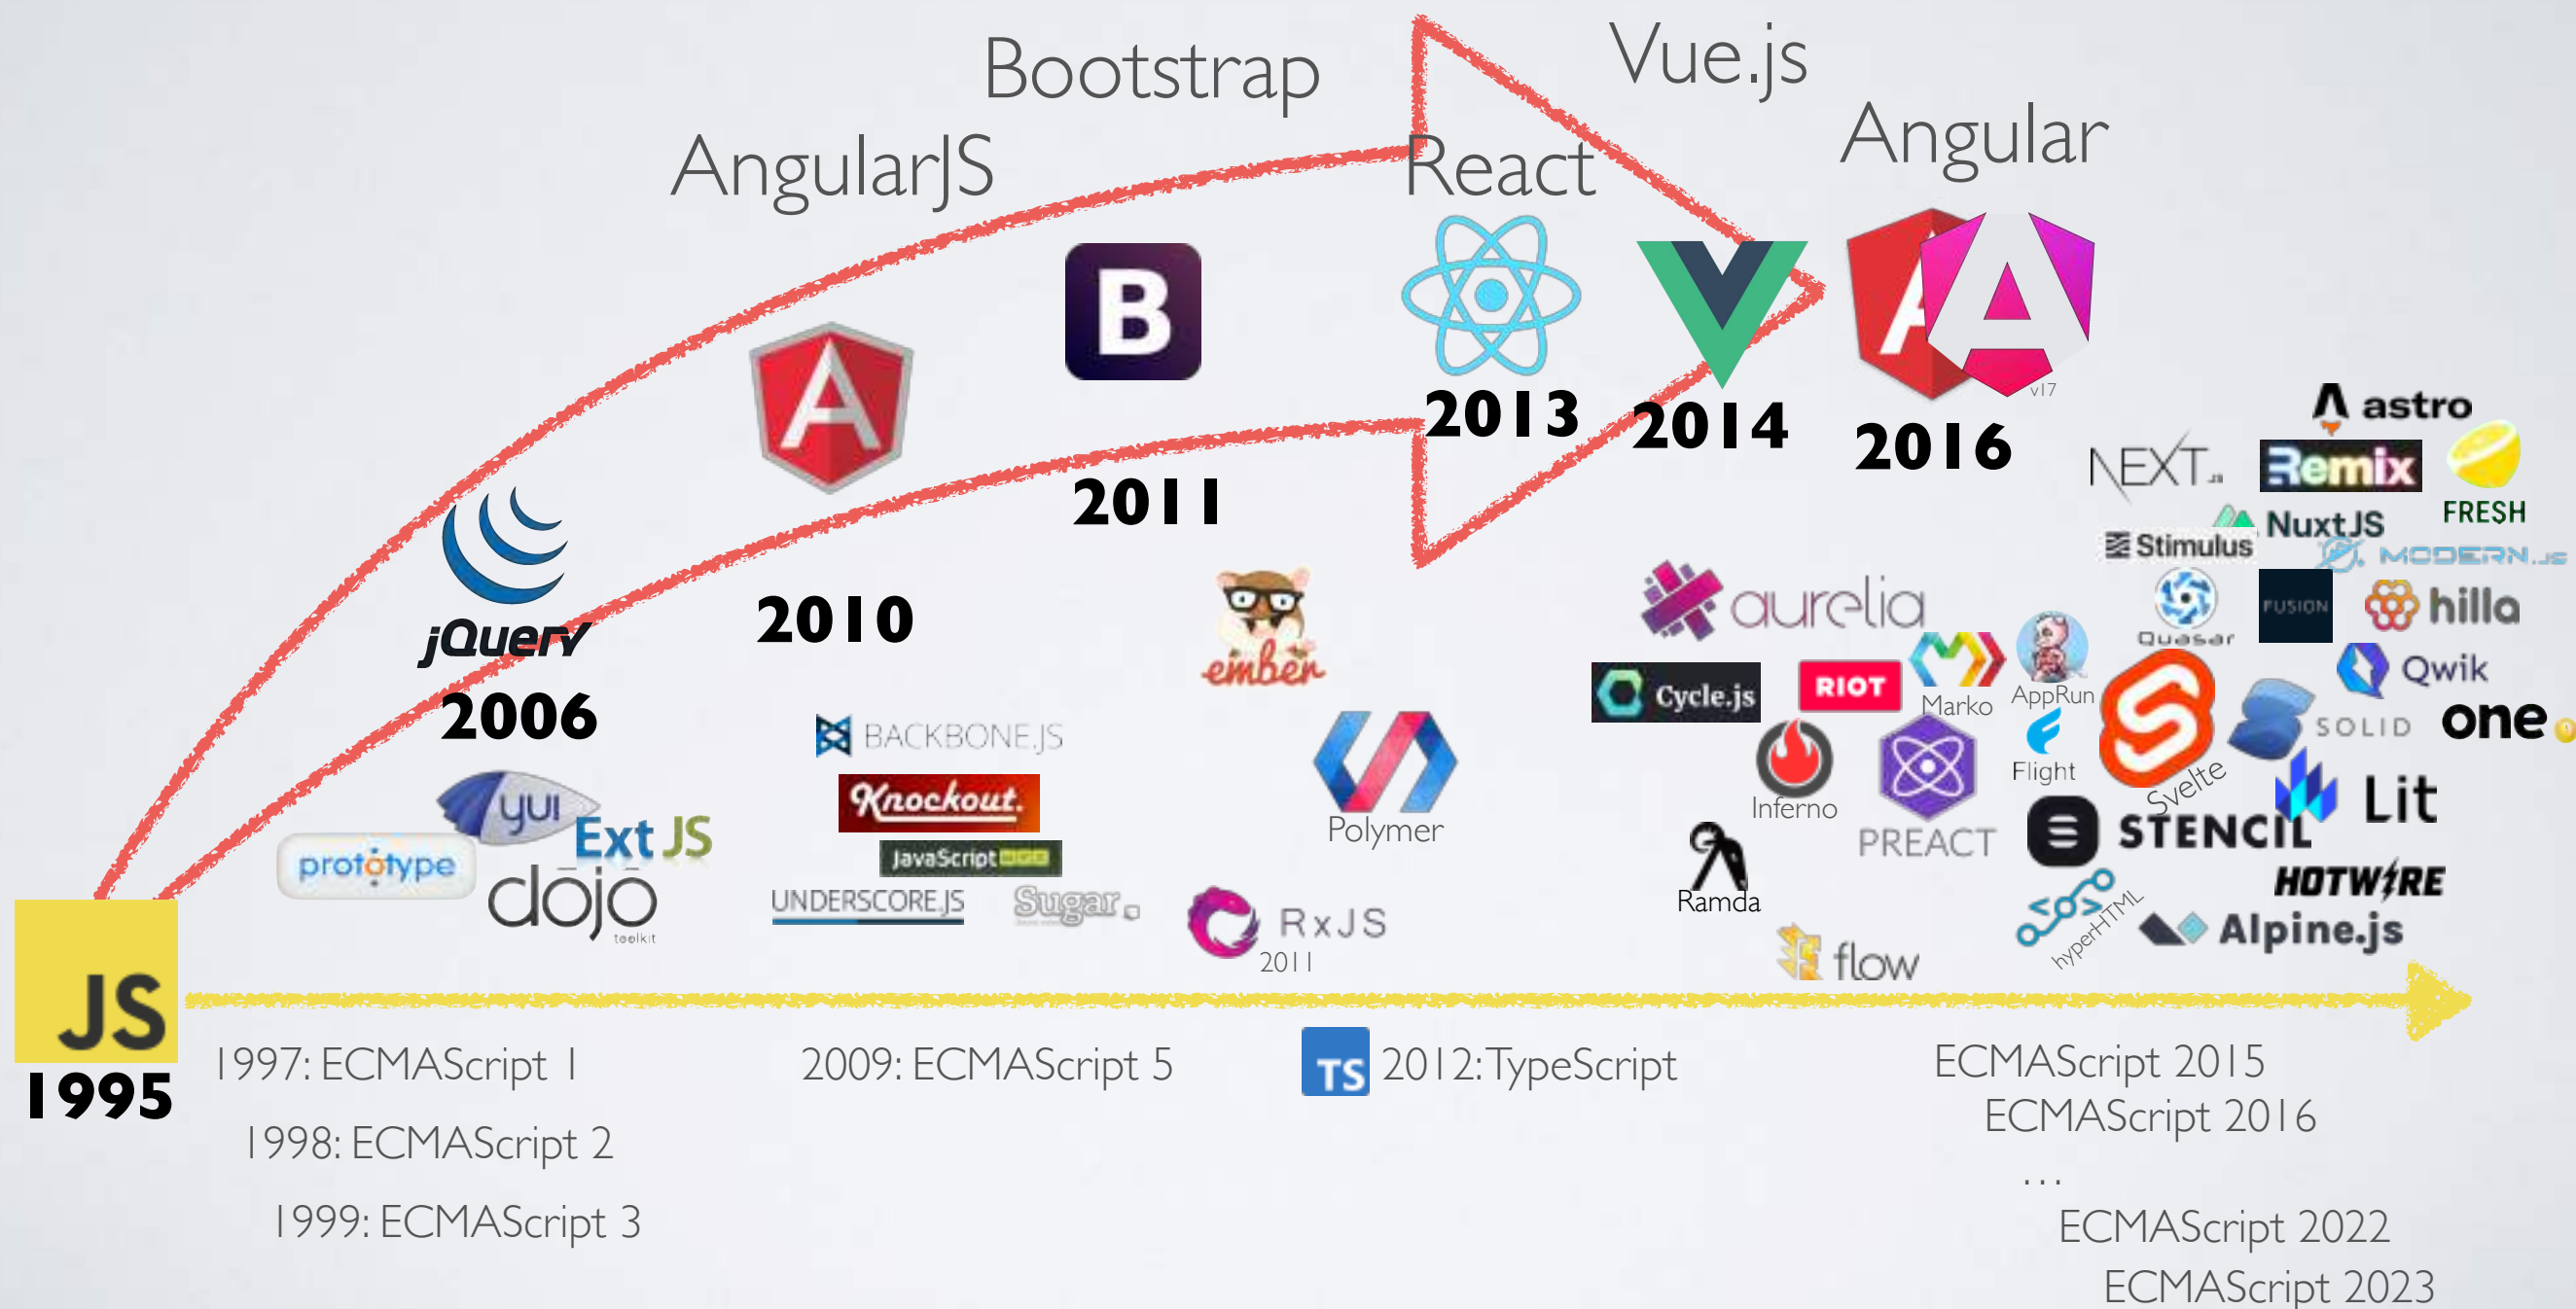 Bootstrap
Vue.js
AngularJS
React
Angular
B
A
A
A
v17
2013
2014
2016
2011
2010
jQuery
2006
astro
NEXT.JS
Remix
FRESH
NuxtJS
Stimulus
MODERN.JS
aurelia
Quasar
FUSION
hilla
ember
Cycle.js
RIOT
Marko
AppRun
Qwik
BACKBONE.JS
SOLID
one
Flight
Svelte
yui
Knockout.
Polymer
Inferno
PREACT
STENCIL
Lit
Ext JS
prototype
JavaScript MVC
dojo
toolkit
UNDERSCORE.JS
Sugar
RxJS
2011
Ramda
HOTWIRE
hyperHTML
Alpine.js
flow
JS
1995
1997: ECMAScript 1
2009: ECMAScript 5
TS
2012: TypeScript
ECMAScript 2015
ECMAScript 2016
1998: ECMAScript 2
...
1999: ECMAScript 3
ECMAScript 2022
ECMAScript 2023